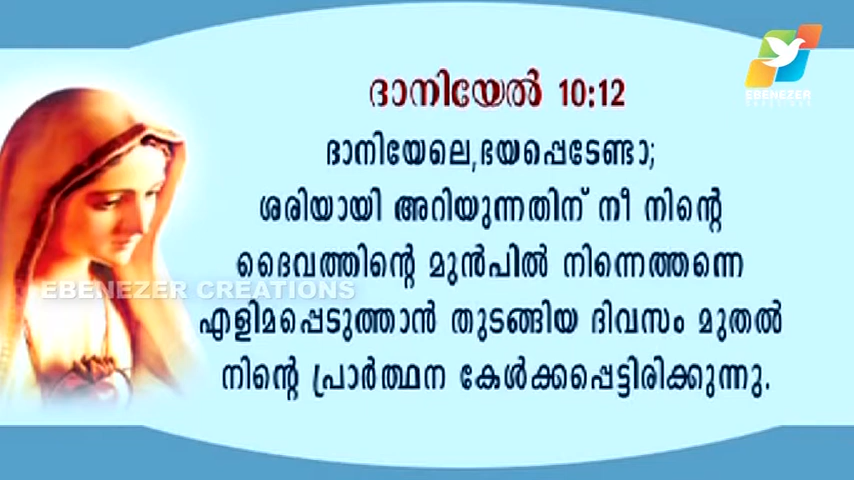 ദാനിയേൽ 10:12
ദാനിയേലെ,ഭയപ്പെടേണ്ടാ;
ശരിയായി അറിയുന്നതിന് നീ നിന്റെ
ദൈവത്തിന്റെ മുൻപിൽ നിന്നെത്തന്നെ
എളിമപ്പെടുത്താൻ തുടങ്ങിയ ദിവസം മുതൽ
നിന്റെ പ്രാർത്ഥന കേൾക്കപ്പെട്ടിരിക്കുന്നു.
EBENEZER CREATIONS
EBENEZER